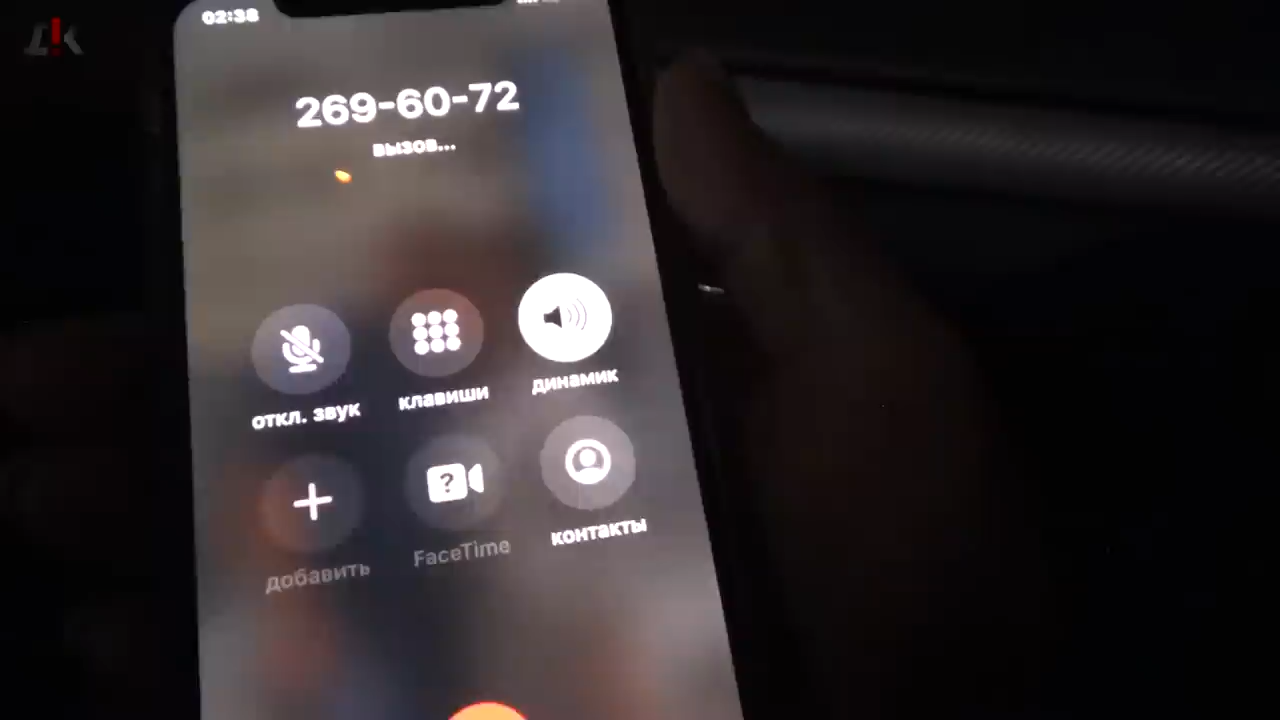 02:38
269-60-72
вызов...
откл. звук
клавиши
динамик
?
добавить
FaceTime
контакты